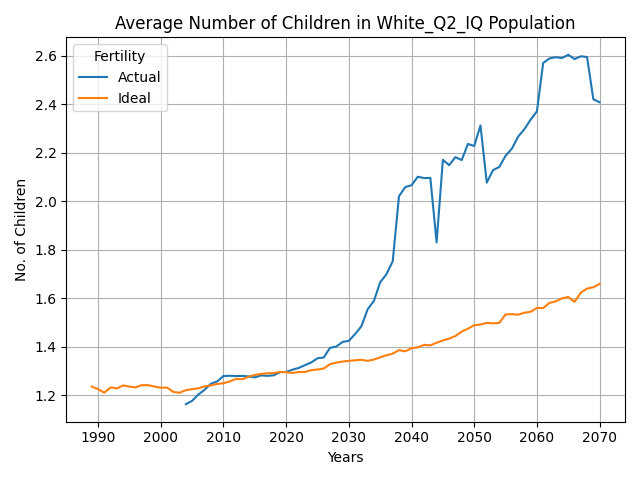 Average Number of Children in White_Q2_IQ Population
Fertility
Actual
Ideal
No. of Children
2.6
2.4
2.2
2.0
1.8
1.6
1.4
1.2
1990 2000 2010 2020 2030 2040 2050 2060 2070
Years